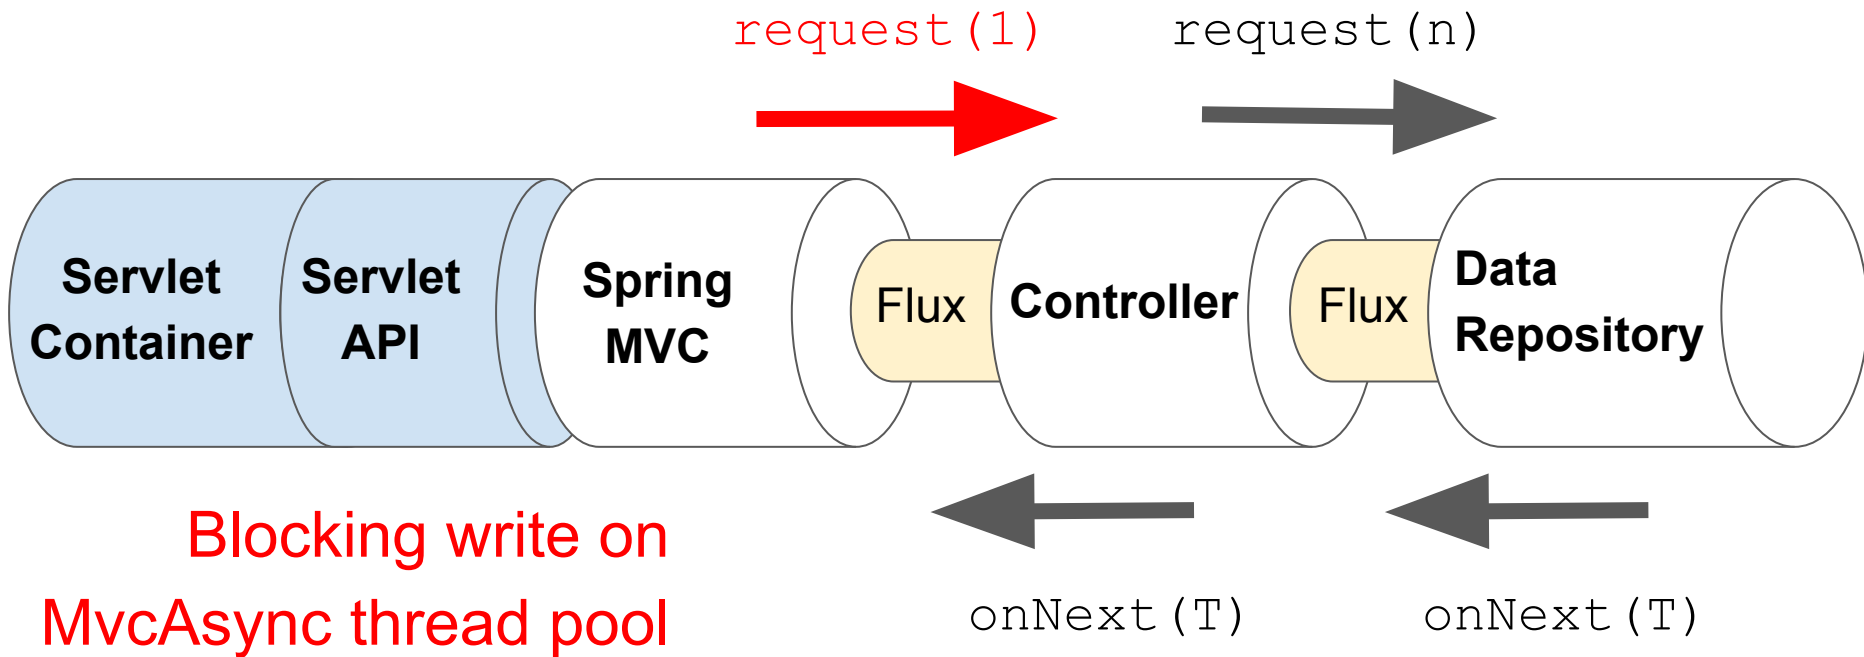 request(1)
request(n)
Servlet
Container
Servlet
API
Spring
MVC
Flux
Controller
Flux
Data
Repository
Blocking write on
MvcAsync thread pool
onNext(T)
onNext(T)